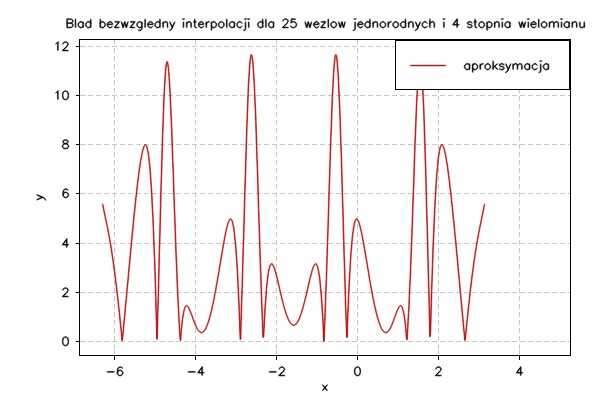 Blad bezwzgledny interpolacji dla 25 wezlow jednorodnych i 4 stopnia wielomianu
aproksymacja
12
10
8
6
4
2
0
y
−6 −4 −2 0 2 4
x